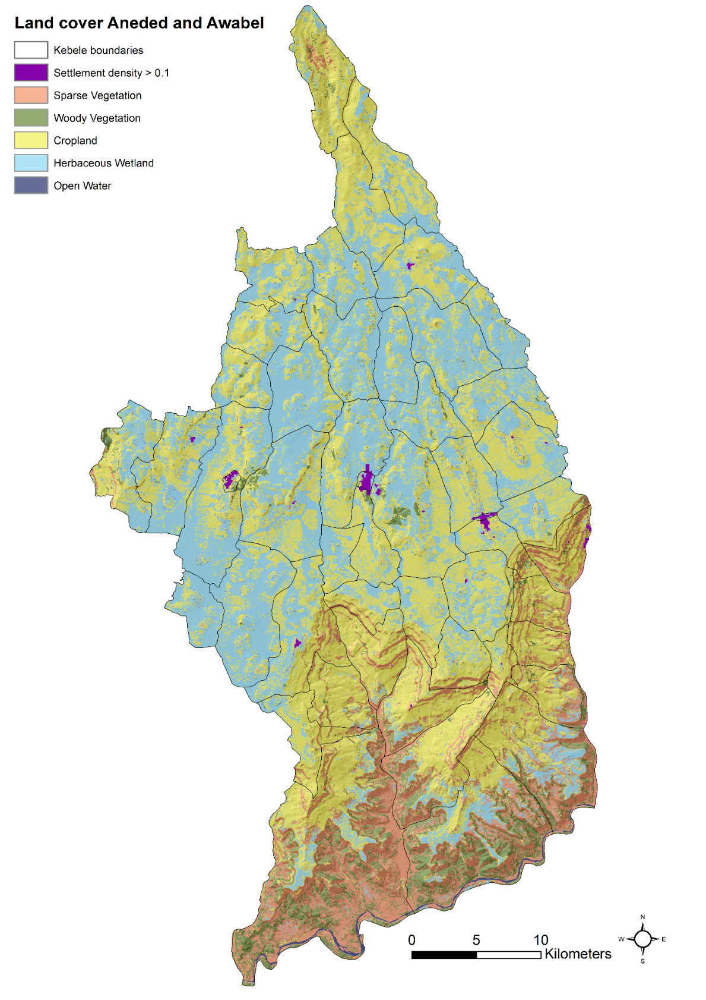 Land cover Aneded and Awabel
Kebele boundaries
Settlement density > 0.1
Sparse Vegetation
Woody Vegetation
Cropland
Herbaceous Wetland
Open Water
N
W E
S
0 5 10
Kilometers